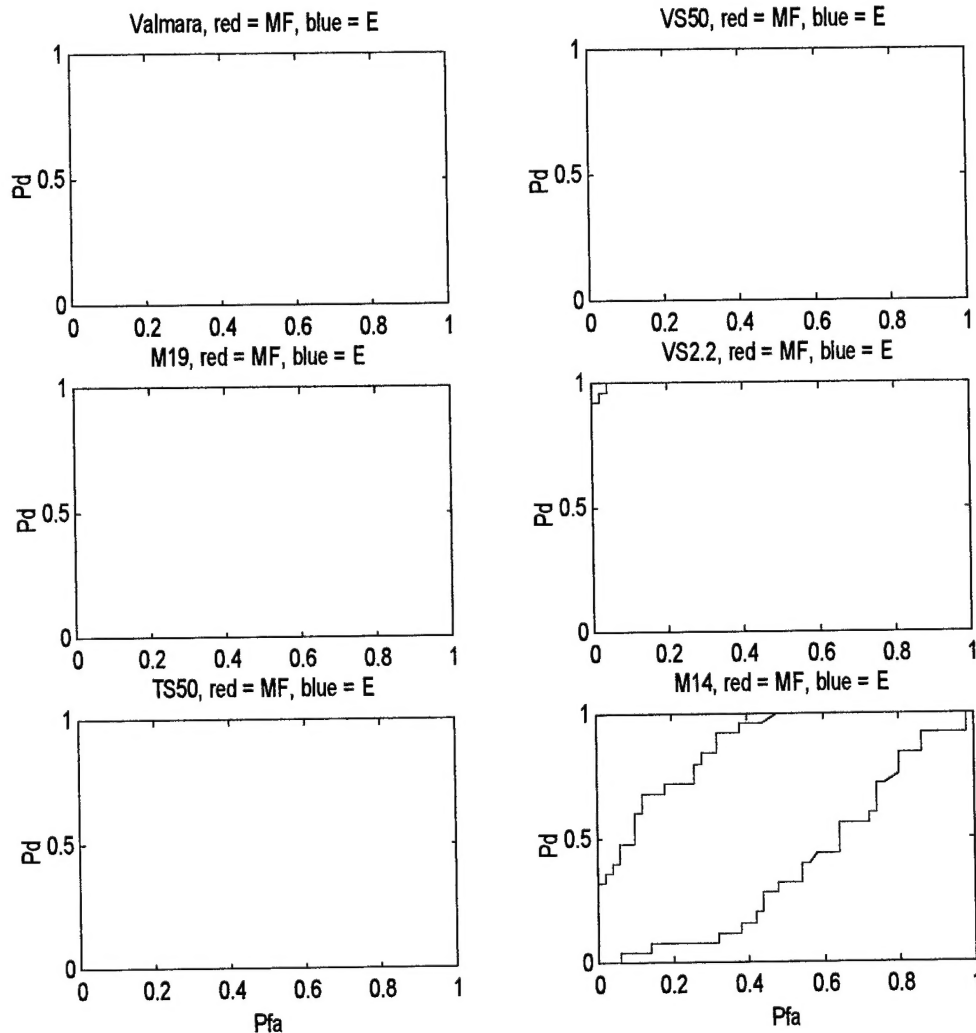 Valmara, red = MF, blue = E
1
Pd 0.5
0
0 0.2 0.4 0.6 0.8 1
VS50, red = MF, blue = E
1
Pd 0.5
0
0 0.2 0.4 0.6 0.8 1
M19, red = MF, blue = E
1
Pd 0.5
0
0 0.2 0.4 0.6 0.8 1
VS2.2, red = MF, blue = E
1
Pd 0.5
0
0 0.2 0.4 0.6 0.8 1
TS50, red = MF, blue = E
1
Pd 0.5
0
0 0.2 0.4 0.6 0.8 1
Pfa
M14, red = MF, blue = E
1
Pd 0.5
0
0 0.2 0.4 0.6 0.8 1
Pfa